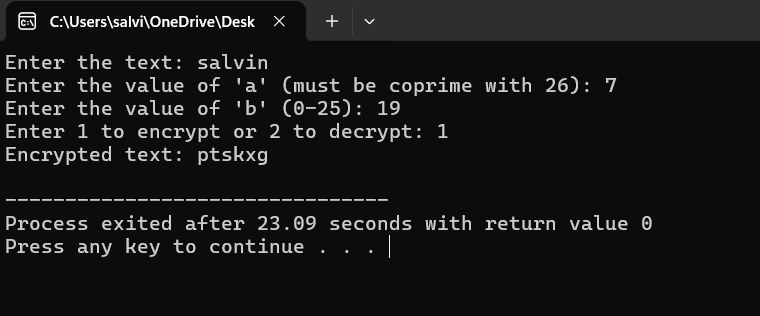 C:\Users\salvi\OneDrive\Desk
Enter the text: salvin
Enter the value of 'a' (must be coprime with 26): 7
Enter the value of 'b' (0-25): 19
Enter 1 to encrypt or 2 to decrypt: 1
Encrypted text: ptskxg
--------------------------------
Process exited after 23.09 seconds with return value 0
Press any key to continue . . .